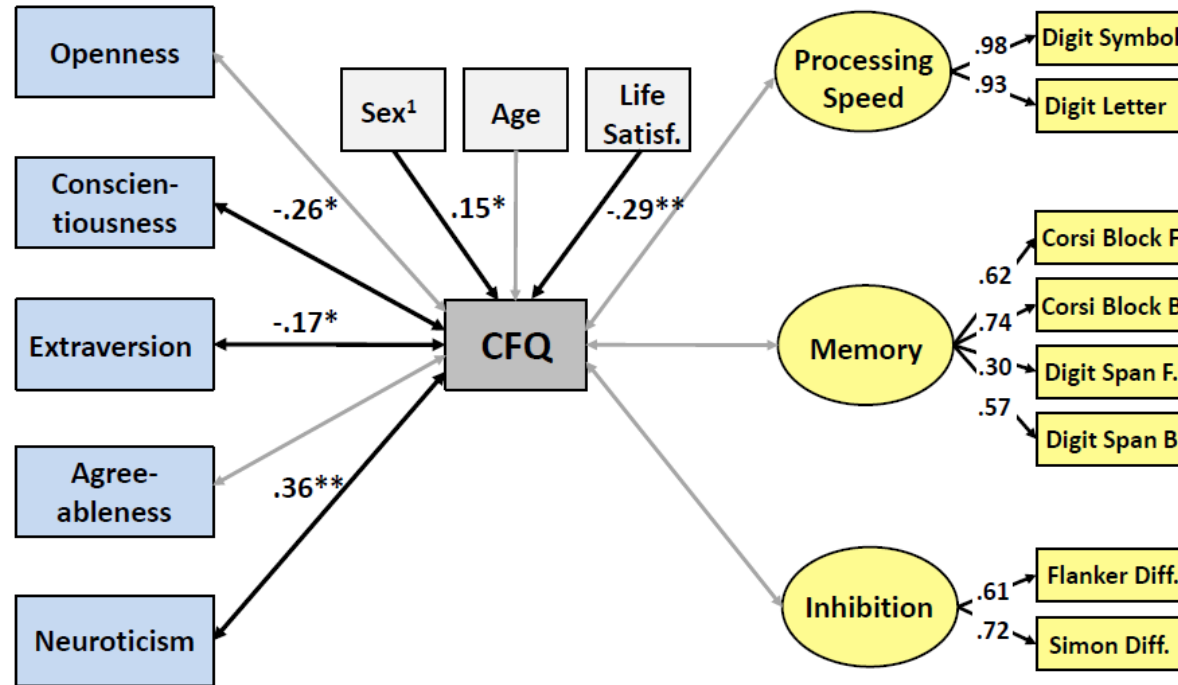 Openness
Conscien-
tiousness
Extraversion
Agree-
ableness
Neuroticism
Sex¹
Age
Life
Satisf.
-.26*
.15*
-.29**
-.17*
.36**
CFQ
Processing
Speed
Memory
Inhibition
.98
.93
.62
.74
.30
.57
.61
.72
Digit Symbol
Digit Letter
Corsi Block F
Corsi Block B
Digit Span F.
Digit Span B
Flanker Diff.
Simon Diff.